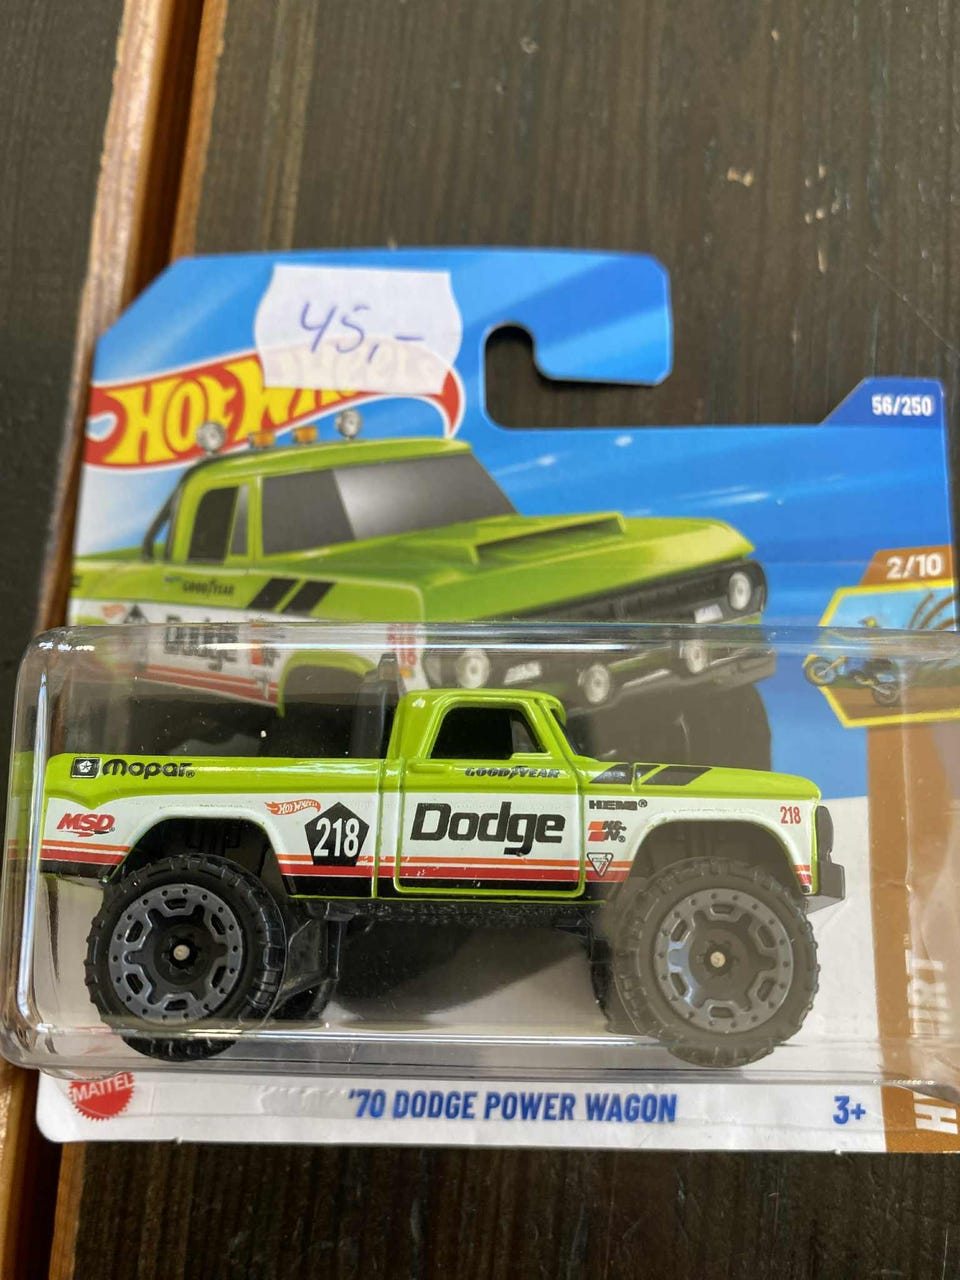 45,-
HOT WHEELS
56/250
2/10
GOODYEAR
Dodge
mopar®
GOODYEAR
MSD
HOT WHEELS
218
Dodge
HEMI®
K&N®
218
MATTEL
'70 DODGE POWER WAGON
3+